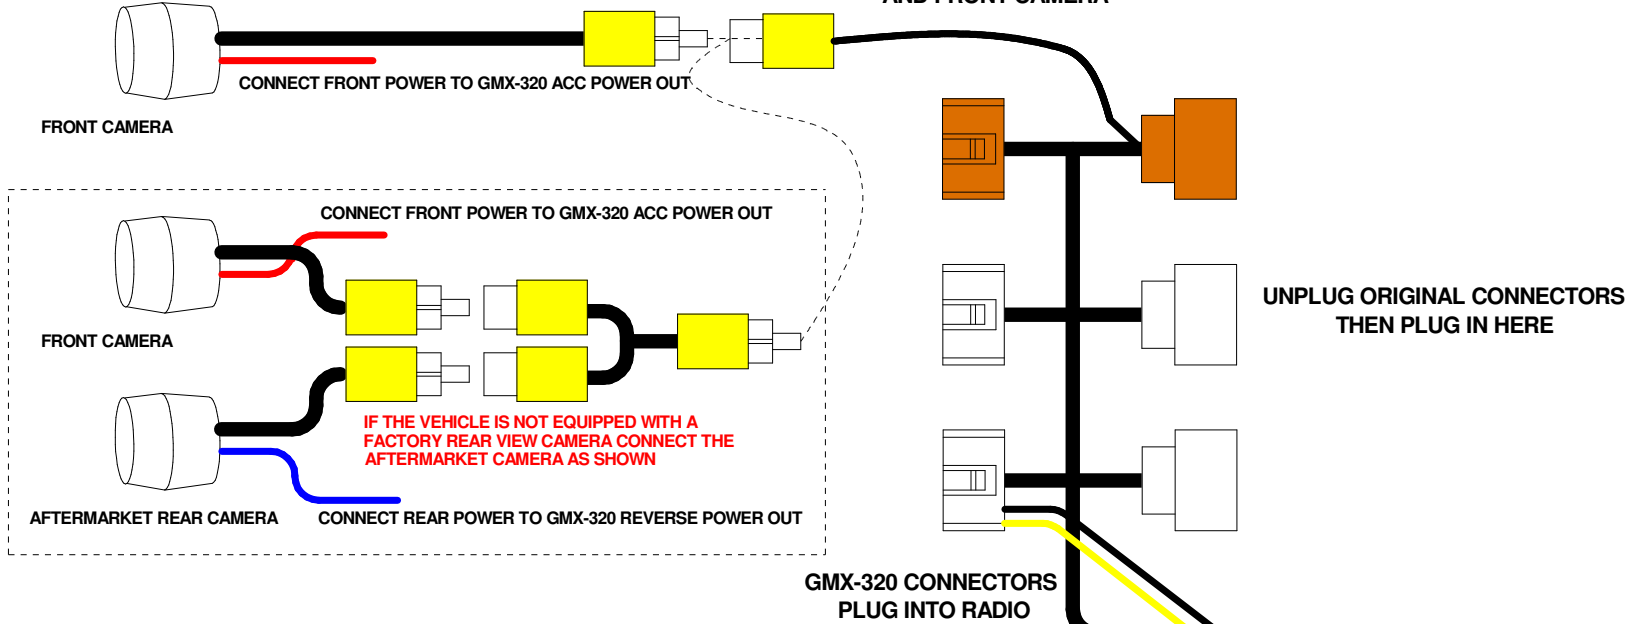 AND FRONT CAMERA
CONNECT FRONT POWER TO GMX-320 ACC POWER OUT
FRONT CAMERA
CONNECT FRONT POWER TO GMX-320 ACC POWER OUT
FRONT CAMERA
UNPLUG ORIGINAL CONNECTORS
THEN PLUG IN HERE
IF THE VEHICLE IS NOT EQUIPPED WITH A
FACTORY REAR VIEW CAMERA CONNECT THE
AFTERMARKET CAMERA AS SHOWN
AFTERMARKET REAR CAMERA
CONNECT REAR POWER TO GMX-320 REVERSE POWER OUT
GMX-320 CONNECTORS
PLUG INTO RADIO